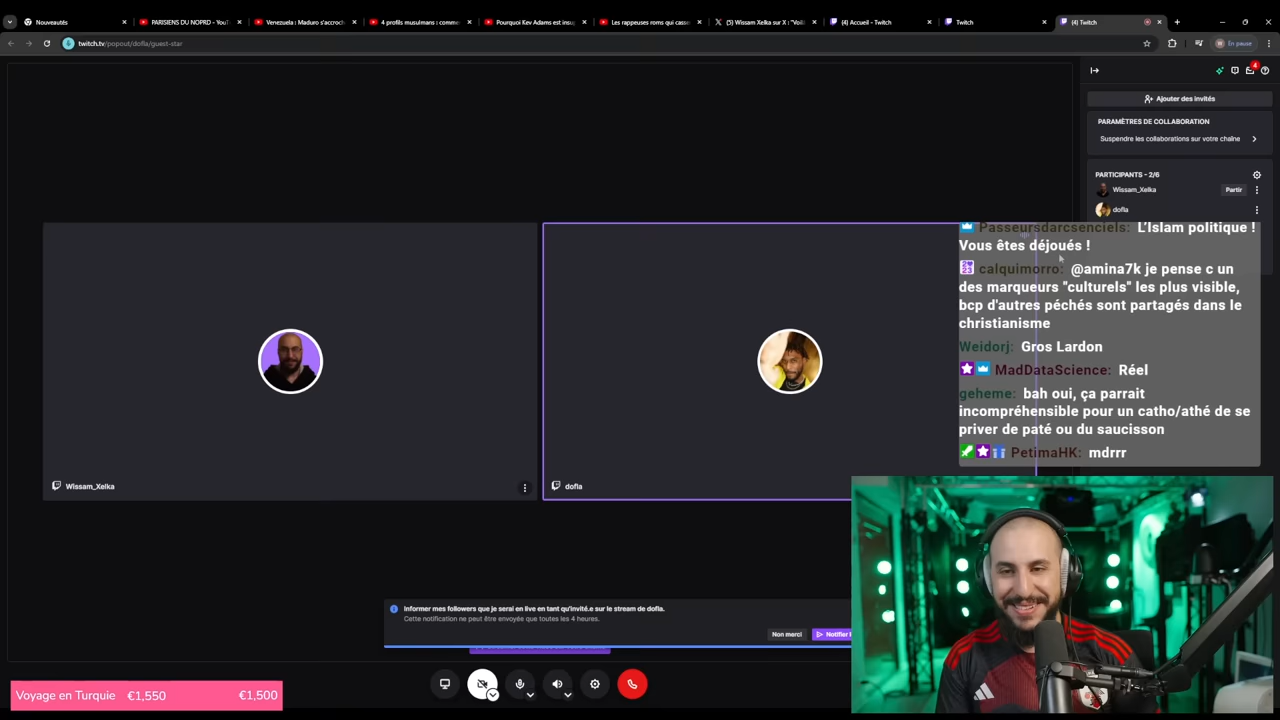 Nouveautés
PARISIENS DU NOPRD - YouT
Venezuela : Maduro s'accroch
4 profils musulmans : comme
Pourquoi Kev Adams est insu
Les rappeuses roms qui casse
(5) Wissam Xelka sur X : "Voilà
(4) Accueil - Twitch
Twitch
(4) Twitch
twitch.tv/popout/dofla/guest-star
En pause
4
Ajouter des invités
PARAMÈTRES DE COLLABORATION
Suspendre les collaborations sur votre chaîne
PARTICIPANTS - 2/6
Wissam_Xelka
Partir
dofla
Passeursdarcsenciels: L'Islam politique !
Vous êtes déjoués !
calquimorro: @amina7k je pense c un
des marqueurs "culturels" les plus visible,
bcp d'autres péchés sont partagés dans le
christianisme
Weidorj: Gros Lardon
MadDataScience: Réel
geheme: bah oui, ça parrait
incompréhensible pour un catho/athé de se
priver de paté ou du saucisson
PetimaHK: mdrrr
Wissam_Xelka
dofla
Informer mes followers que je serai en live en tant qu'invité.e sur le stream de dofla.
Cette notification ne peut être envoyée que toutes les 4 heures.
Non merci
Notifier
Voyage en Turquie €1,550 €1,500